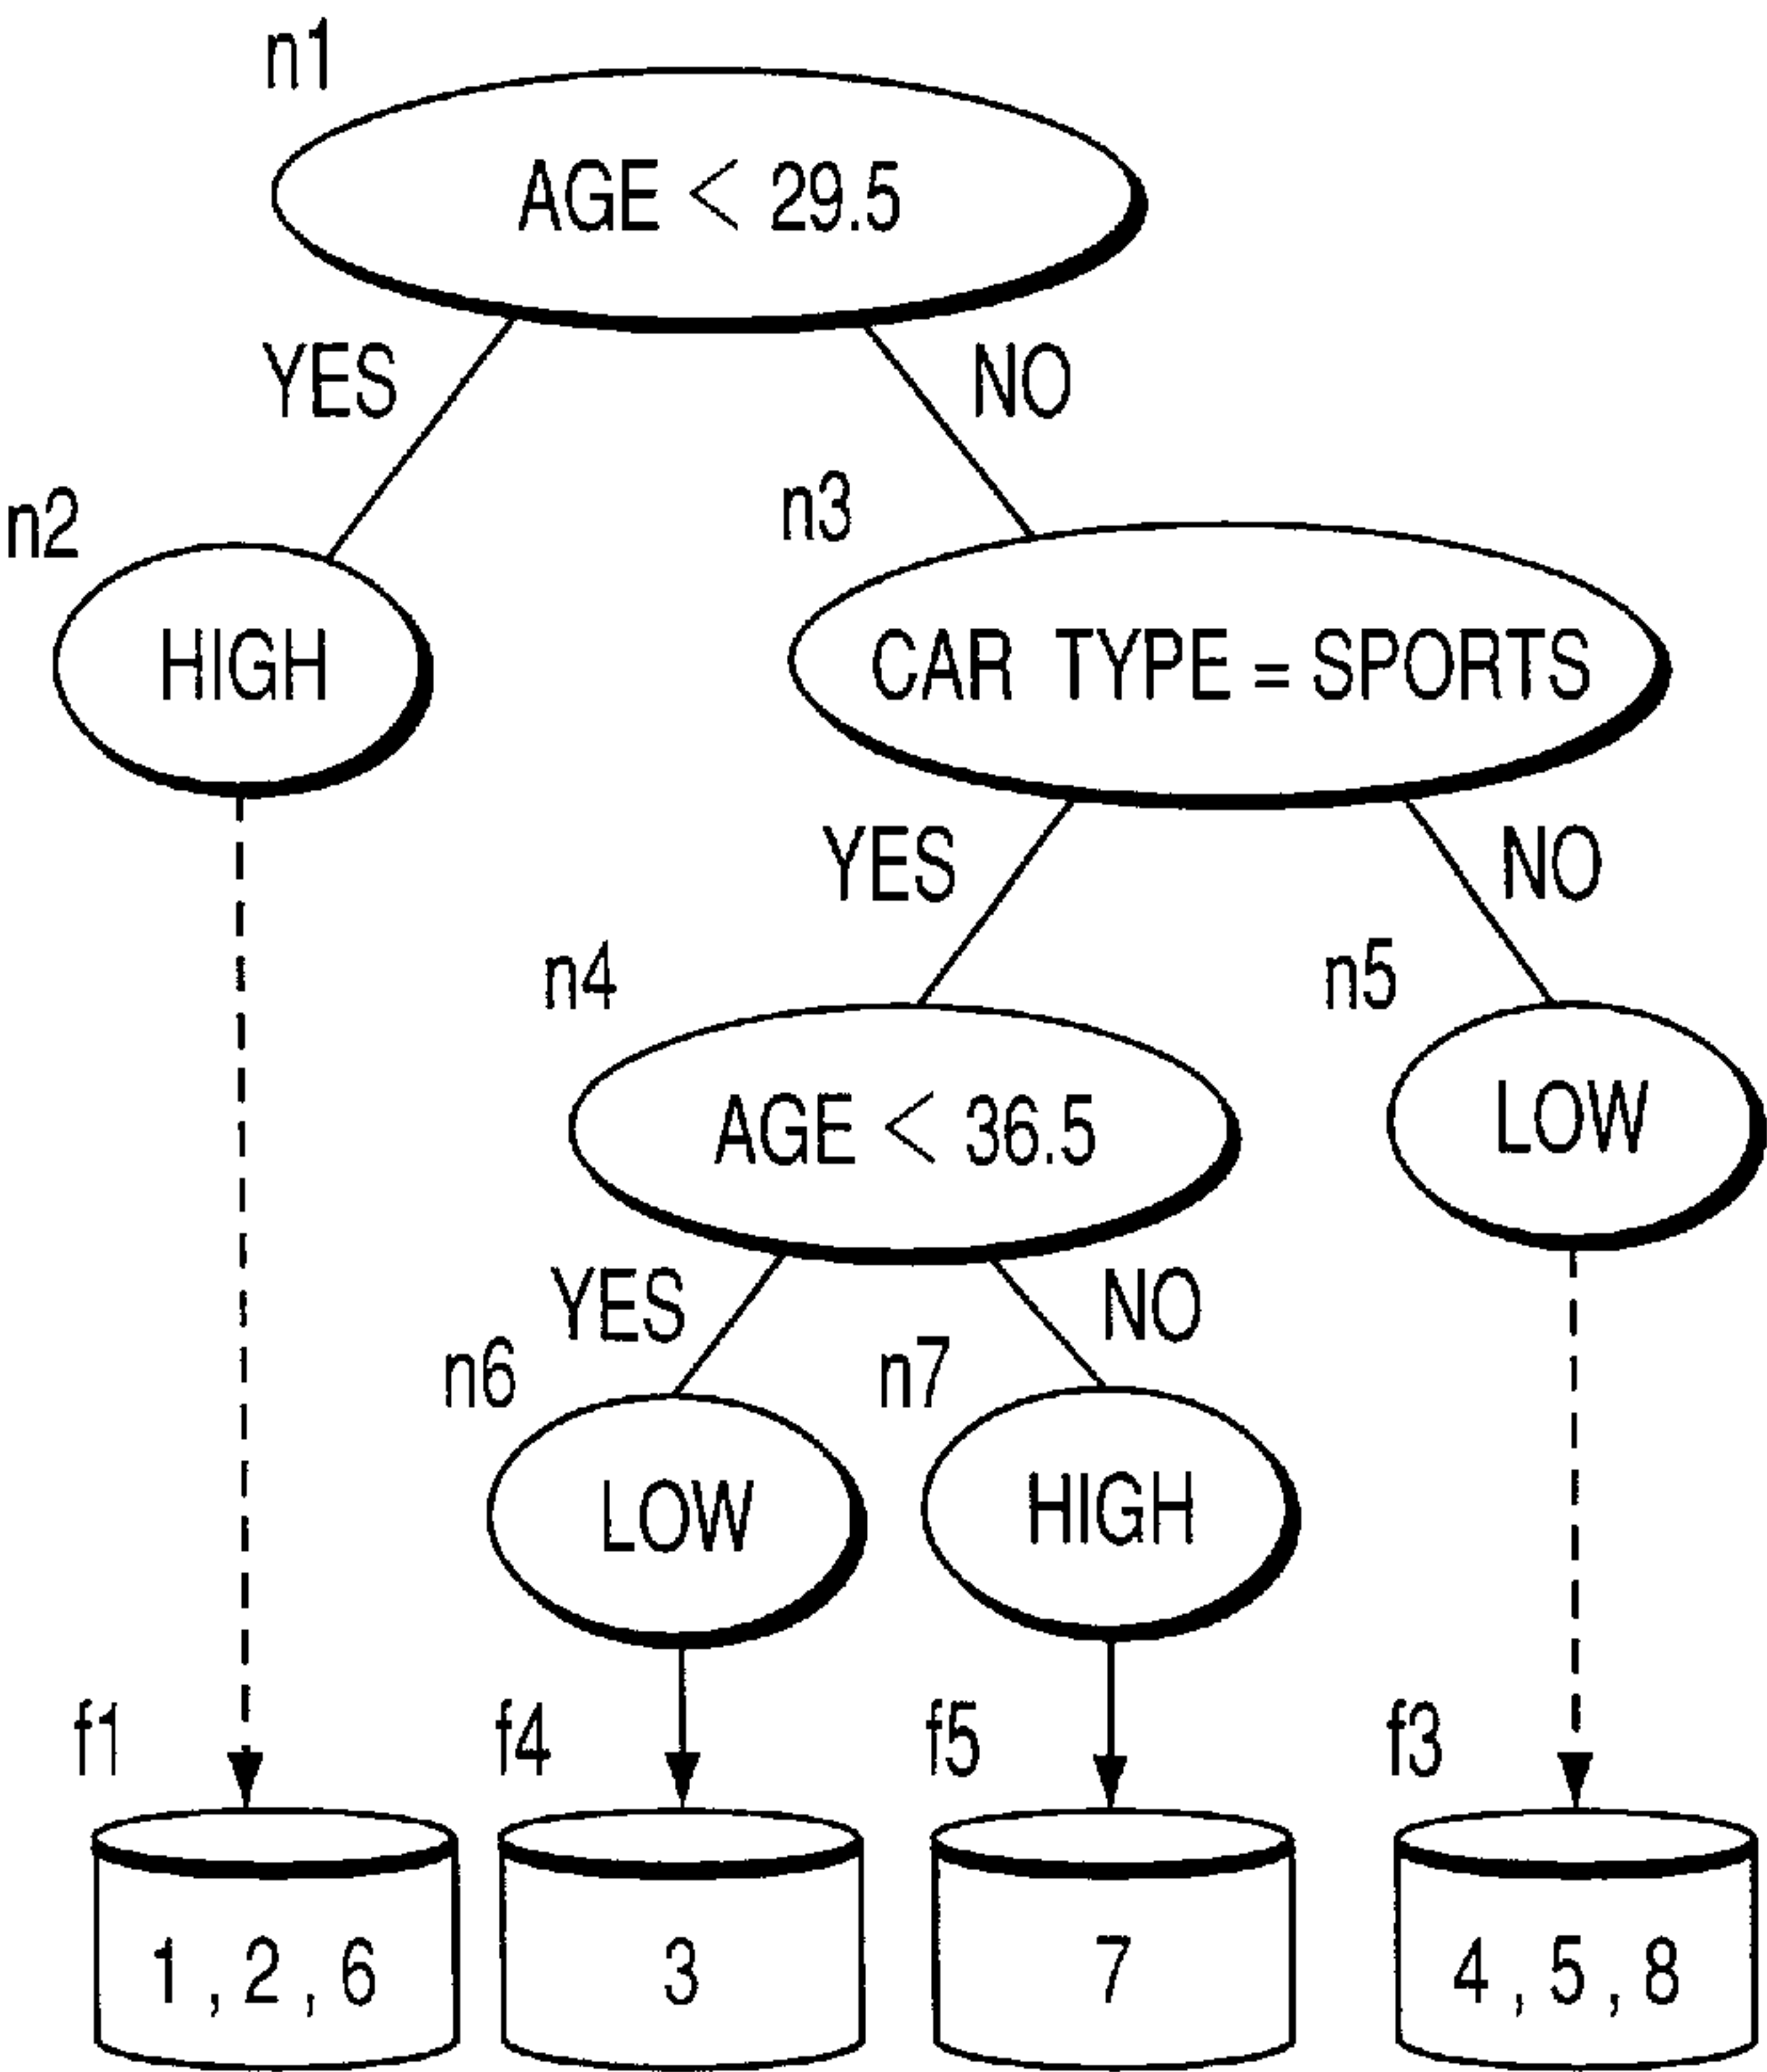 n1
AGE < 29.5
YES
NO
n2
n3
HIGH
CAR TYPE = SPORTS
YES
NO
n4
n5
AGE < 36.5
LOW
YES
NO
n6
n7
LOW
HIGH
f1
f4
f5
f3
1 , 2 , 6
3
7
4 , 5 , 8